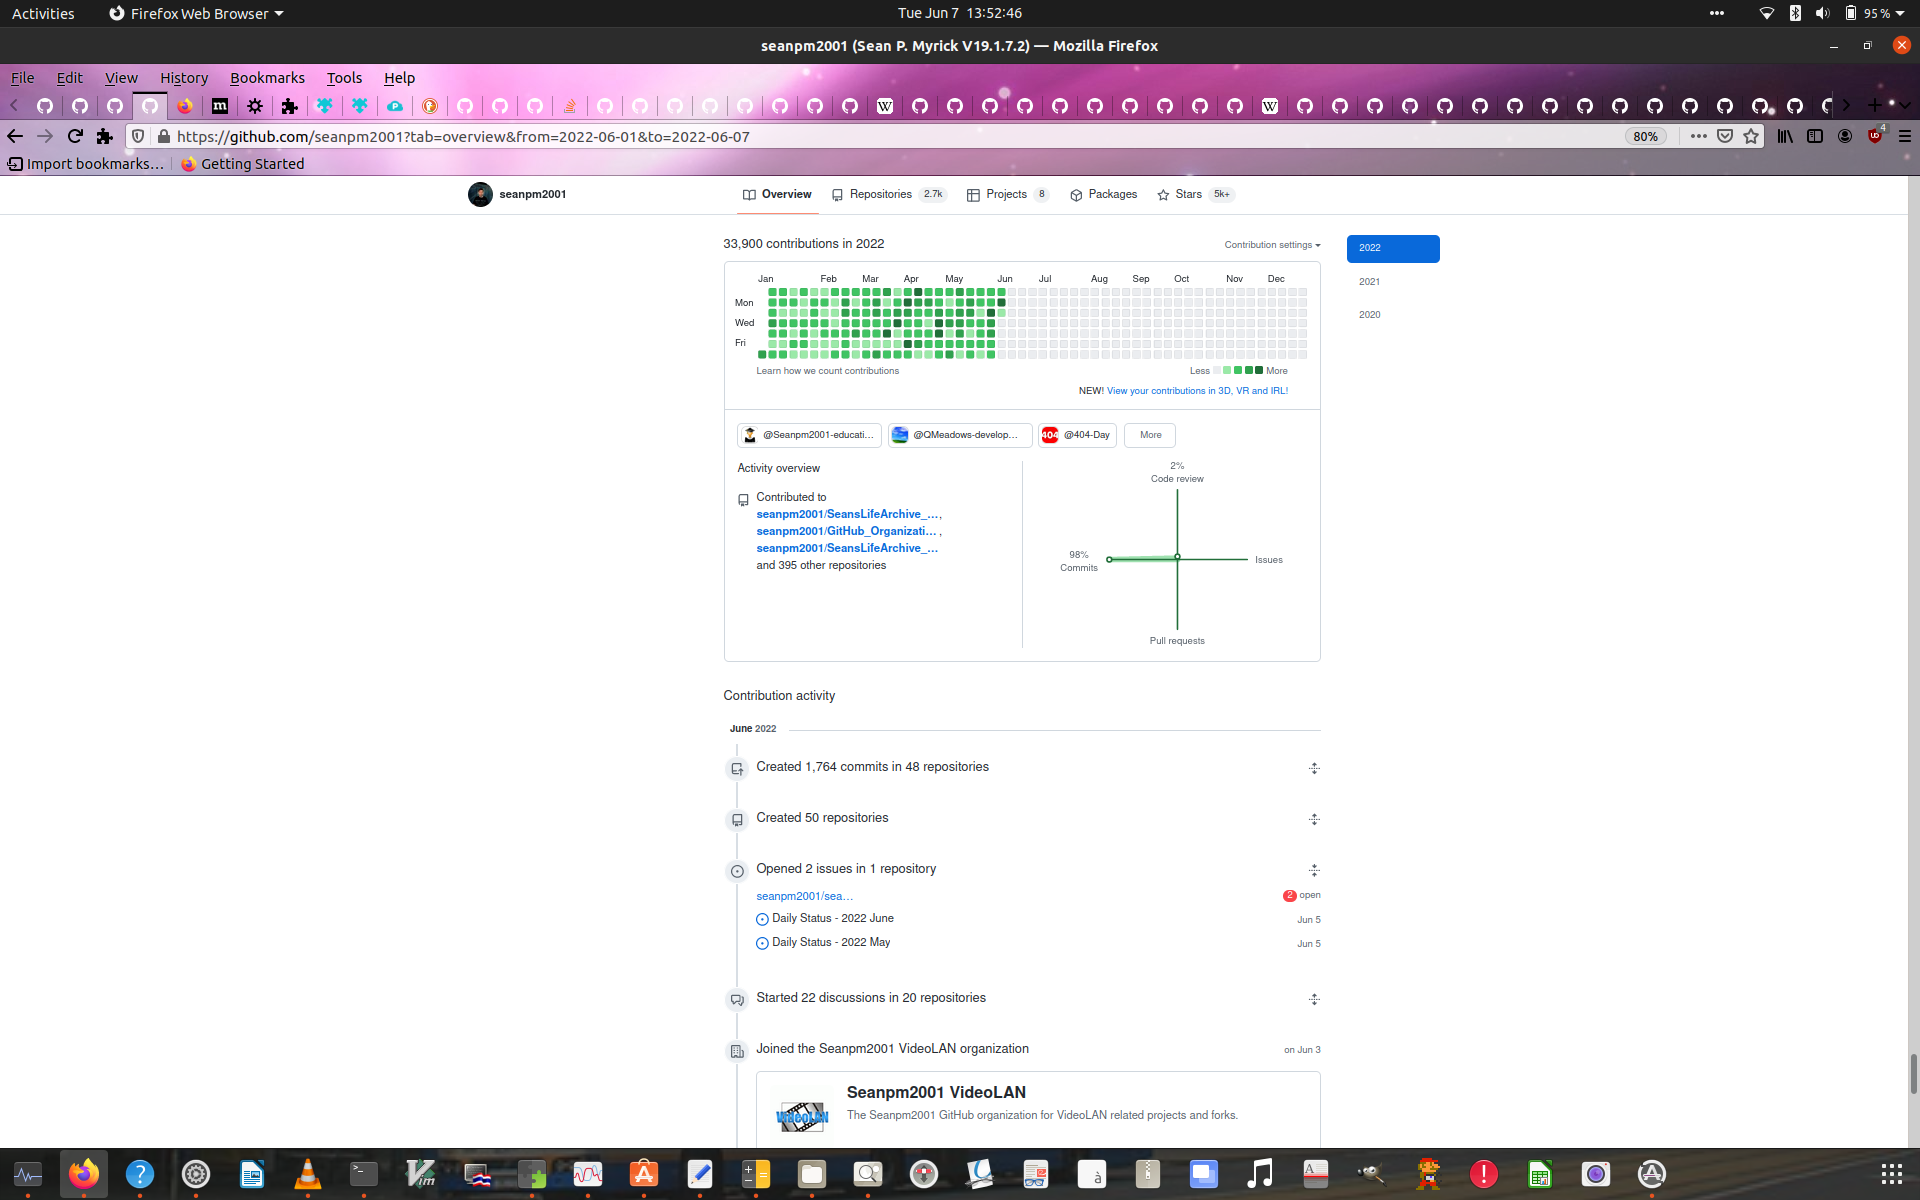 Activities Firefox Web Browser Tue Jun 7 13:52:46 95 %
seanpm2001 (Sean P. Myrick V19.1.7.2) — Mozilla Firefox
File Edit View History Bookmarks Tools Help
https://github.com/seanpm2001?tab=overview&from=2022-06-01&to=2022-06-07 80% 4
Import bookmarks… Getting Started
seanpm2001 Overview Repositories 2.7k Projects 8 Packages Stars 5k+
33,900 contributions in 2022 Contribution settings 2022
Jan Feb Mar Apr May Jun Jul Aug Sep Oct Nov Dec
2021
Mon
2020
Wed
Fri
Learn how we count contributions Less More
NEW! View your contributions in 3D, VR and IRL!
@Seanpm2001-educati… @QMeadows-develop… 404 @404-Day More
Activity overview
2%
Code review
Contributed to
seanpm2001/SeansLifeArchive_…,
seanpm2001/GitHub_Organizati… ,
seanpm2001/SeansLifeArchive_…
and 395 other repositories
98%
Commits
Issues
Pull requests
Contribution activity
June 2022
Created 1,764 commits in 48 repositories
Created 50 repositories
Opened 2 issues in 1 repository
seanpm2001/sea… 2 open
Daily Status - 2022 June Jun 5
Daily Status - 2022 May Jun 5
Started 22 discussions in 20 repositories
Joined the Seanpm2001 VideoLAN organization on Jun 3
Seanpm2001 VideoLAN
VideoLAN The Seanpm2001 GitHub organization for VideoLAN related projects and forks.